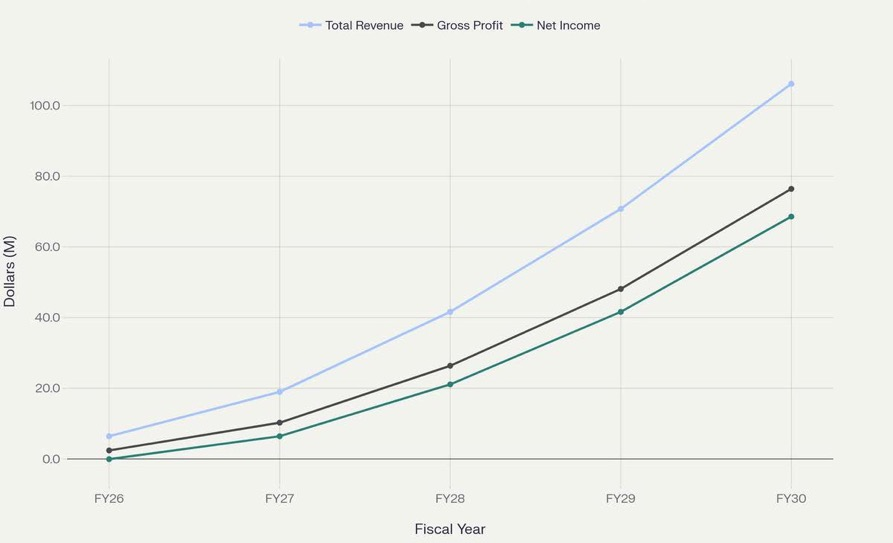 Total Revenue Gross Profit Net Income
Dollars (M)
100.0
80.0
60.0
40.0
20.0
0.0
FY26 FY27 FY28 FY29 FY30
Fiscal Year